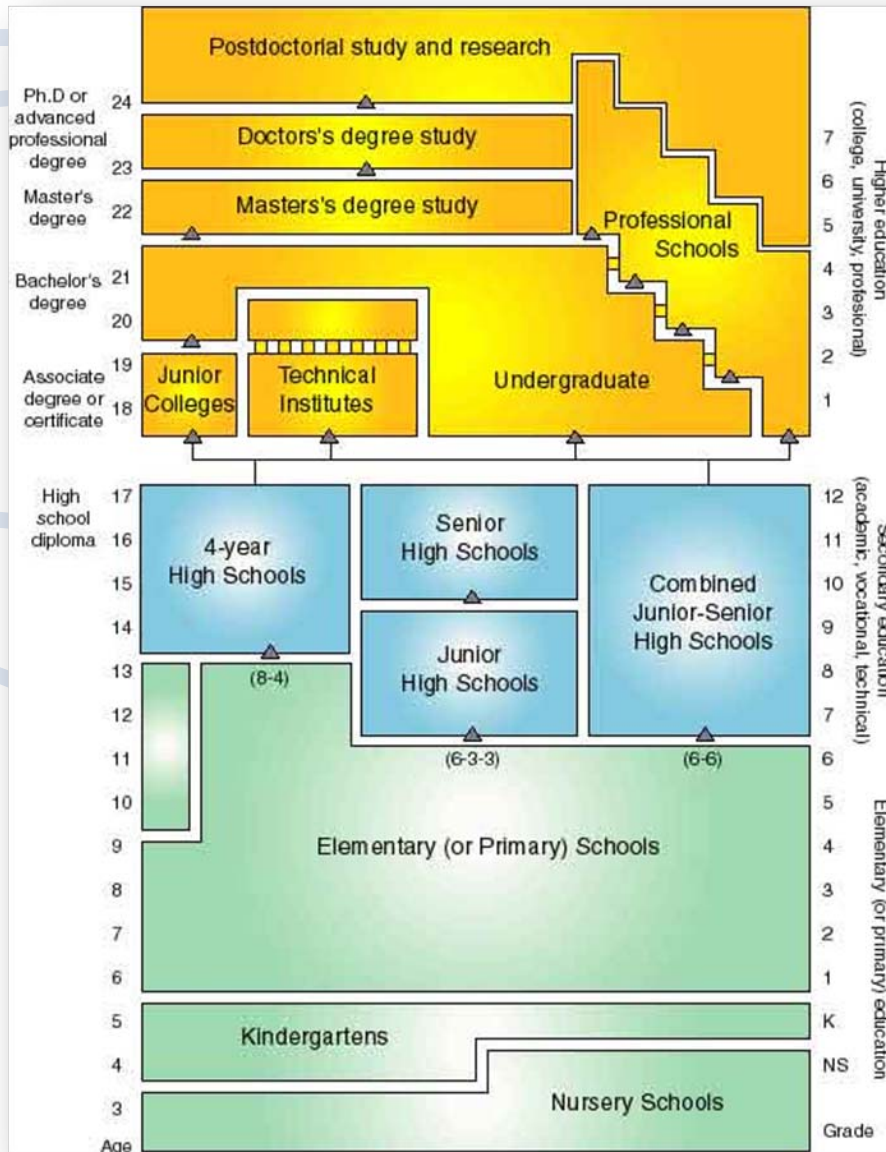 Postdoctorial study and research
Ph.D or
advanced
professional
degree
24
Doctors's degree study
23
7
Master's
degree
22
Masters's degree study
6
5
Professional
Schools
Higher education
(college, university, profesional)
Bachelor's
degree
21
20
4
3
Associate
degree or
certificate
19
18
Junior
Colleges
Technical
Institutes
Undergraduate
2
1
High
school
diploma
17
16
15
14
4-year
High Schools
Senior
High Schools
Junior
High Schools
Combined
Junior-Senior
High Schools
12
11
10
9
8
7
Secondary education
(academic, vocational, technical)
13
12
11
10
9
8
7
6
(8-4)
(6-3-3)
(6-6)
Elementary (or Primary) Schools
6
5
4
3
2
1
Elementary (or primary) education
5
4
3
Age
Kindergartens
Nursery Schools
K
NS
Grade